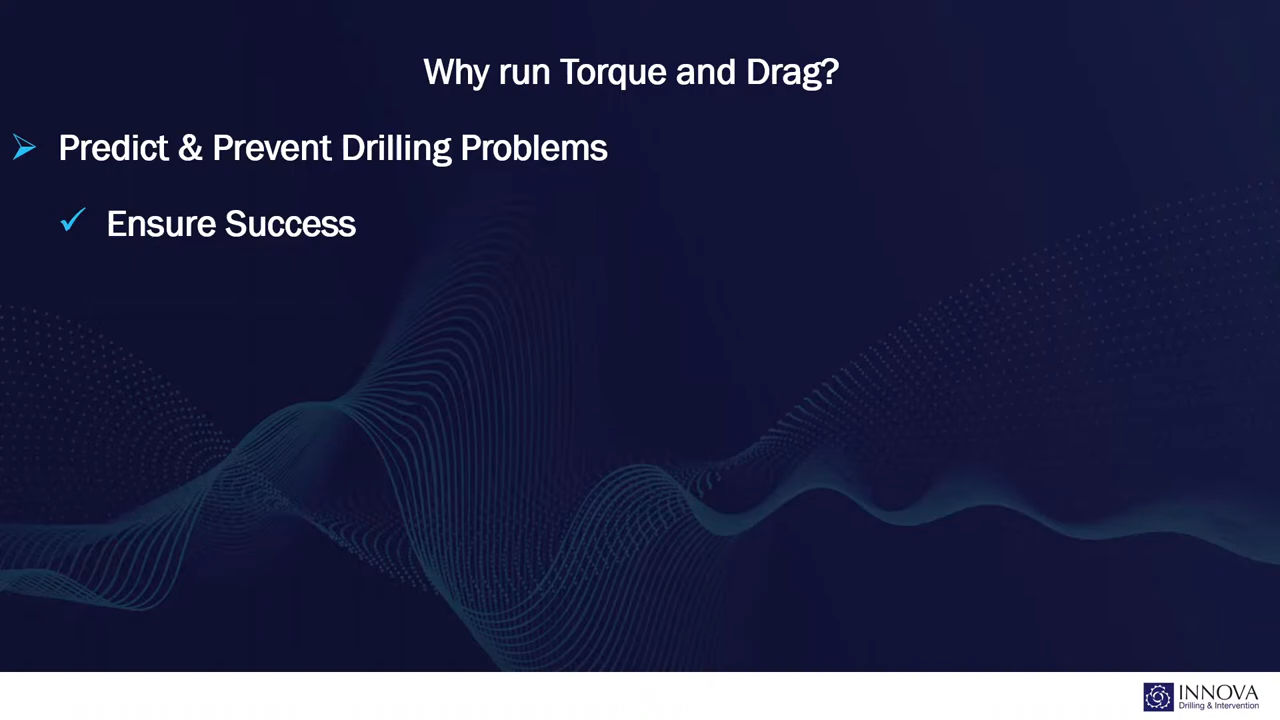 Why run Torque and Drag?
Predict & Prevent Drilling Problems
Ensure Success
INNOVA
Drilling & Intervention